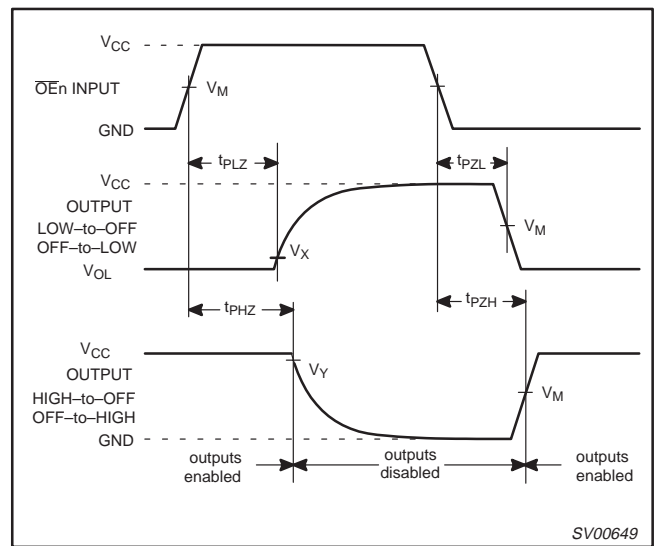 VCC
OEn INPUT
VM
GND
tPLZ
tPZL
VCC
OUTPUT
LOW–to–OFF
OFF–to–LOW
VM
VX
VOL
tPHZ
tPZH
VCC
OUTPUT
VY
HIGH–to–OFF
OFF–to–HIGH
VM
GND
outputs
enabled
outputs
disabled
outputs
enabled
SV00649